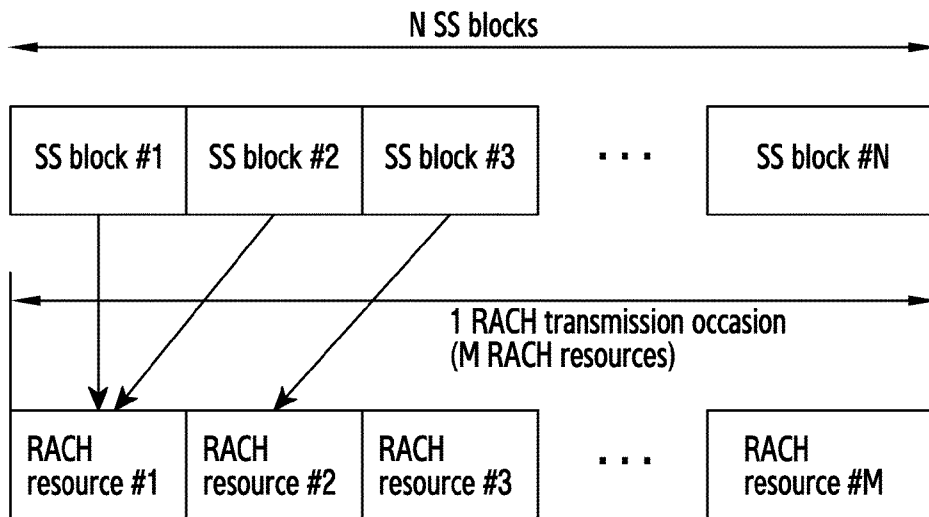 N SS blocks
SS block #1
SS block #2
SS block #3
. . .
SS block #N
1 RACH transmission occasion
(M RACH resources)
RACH
resource #1
RACH
resource #2
RACH
resource #3
. . .
RACH
resource #M